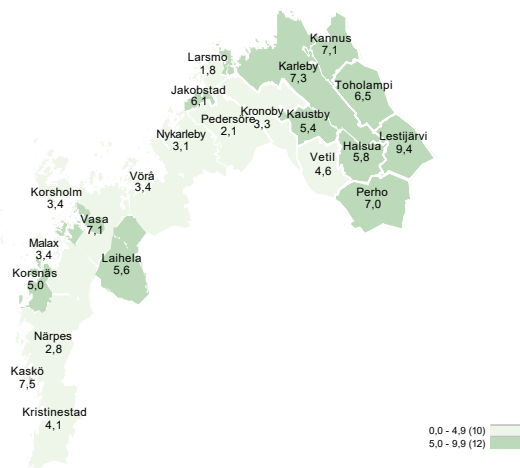 Kannus
7,1
Larsmo
1,8
Karleby
7,3
Toholampi
6,5
Jakobstad
6,1
Pedersöre
2,1
Kronoby
3,3
Kaustby
5,4
Nykarleby
3,1
Lestijärvi
9,4
Halsua
5,8
Vetil
4,6
Vörå
3,4
Perho
7,0
Korsholm
3,4
Vasa
7,1
Malax
3,4
Laihela
5,6
Korsnäs
5,0
Närpes
2,8
Kaskö
7,5
Kristinestad
4,1
0,0 - 4,9 (10)
5,0 - 9,9 (12)